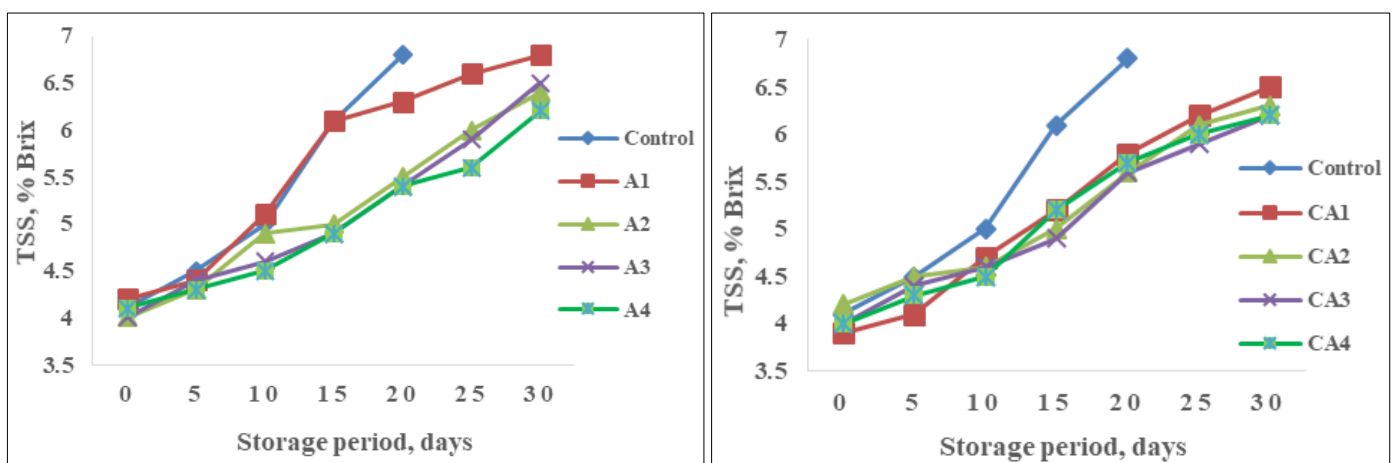 7
6.5
6
5.5
5
4.5
4
3.5
TSS, % Brix
0 5 10 15 20 25 30
Storage period, days
Control
A1
A2
A3
A4
7
6.5
6
5.5
5
4.5
4
3.5
TSS, % Brix
0 5 10 15 20 25 30
Storage period, days
Control
CA1
CA2
CA3
CA4